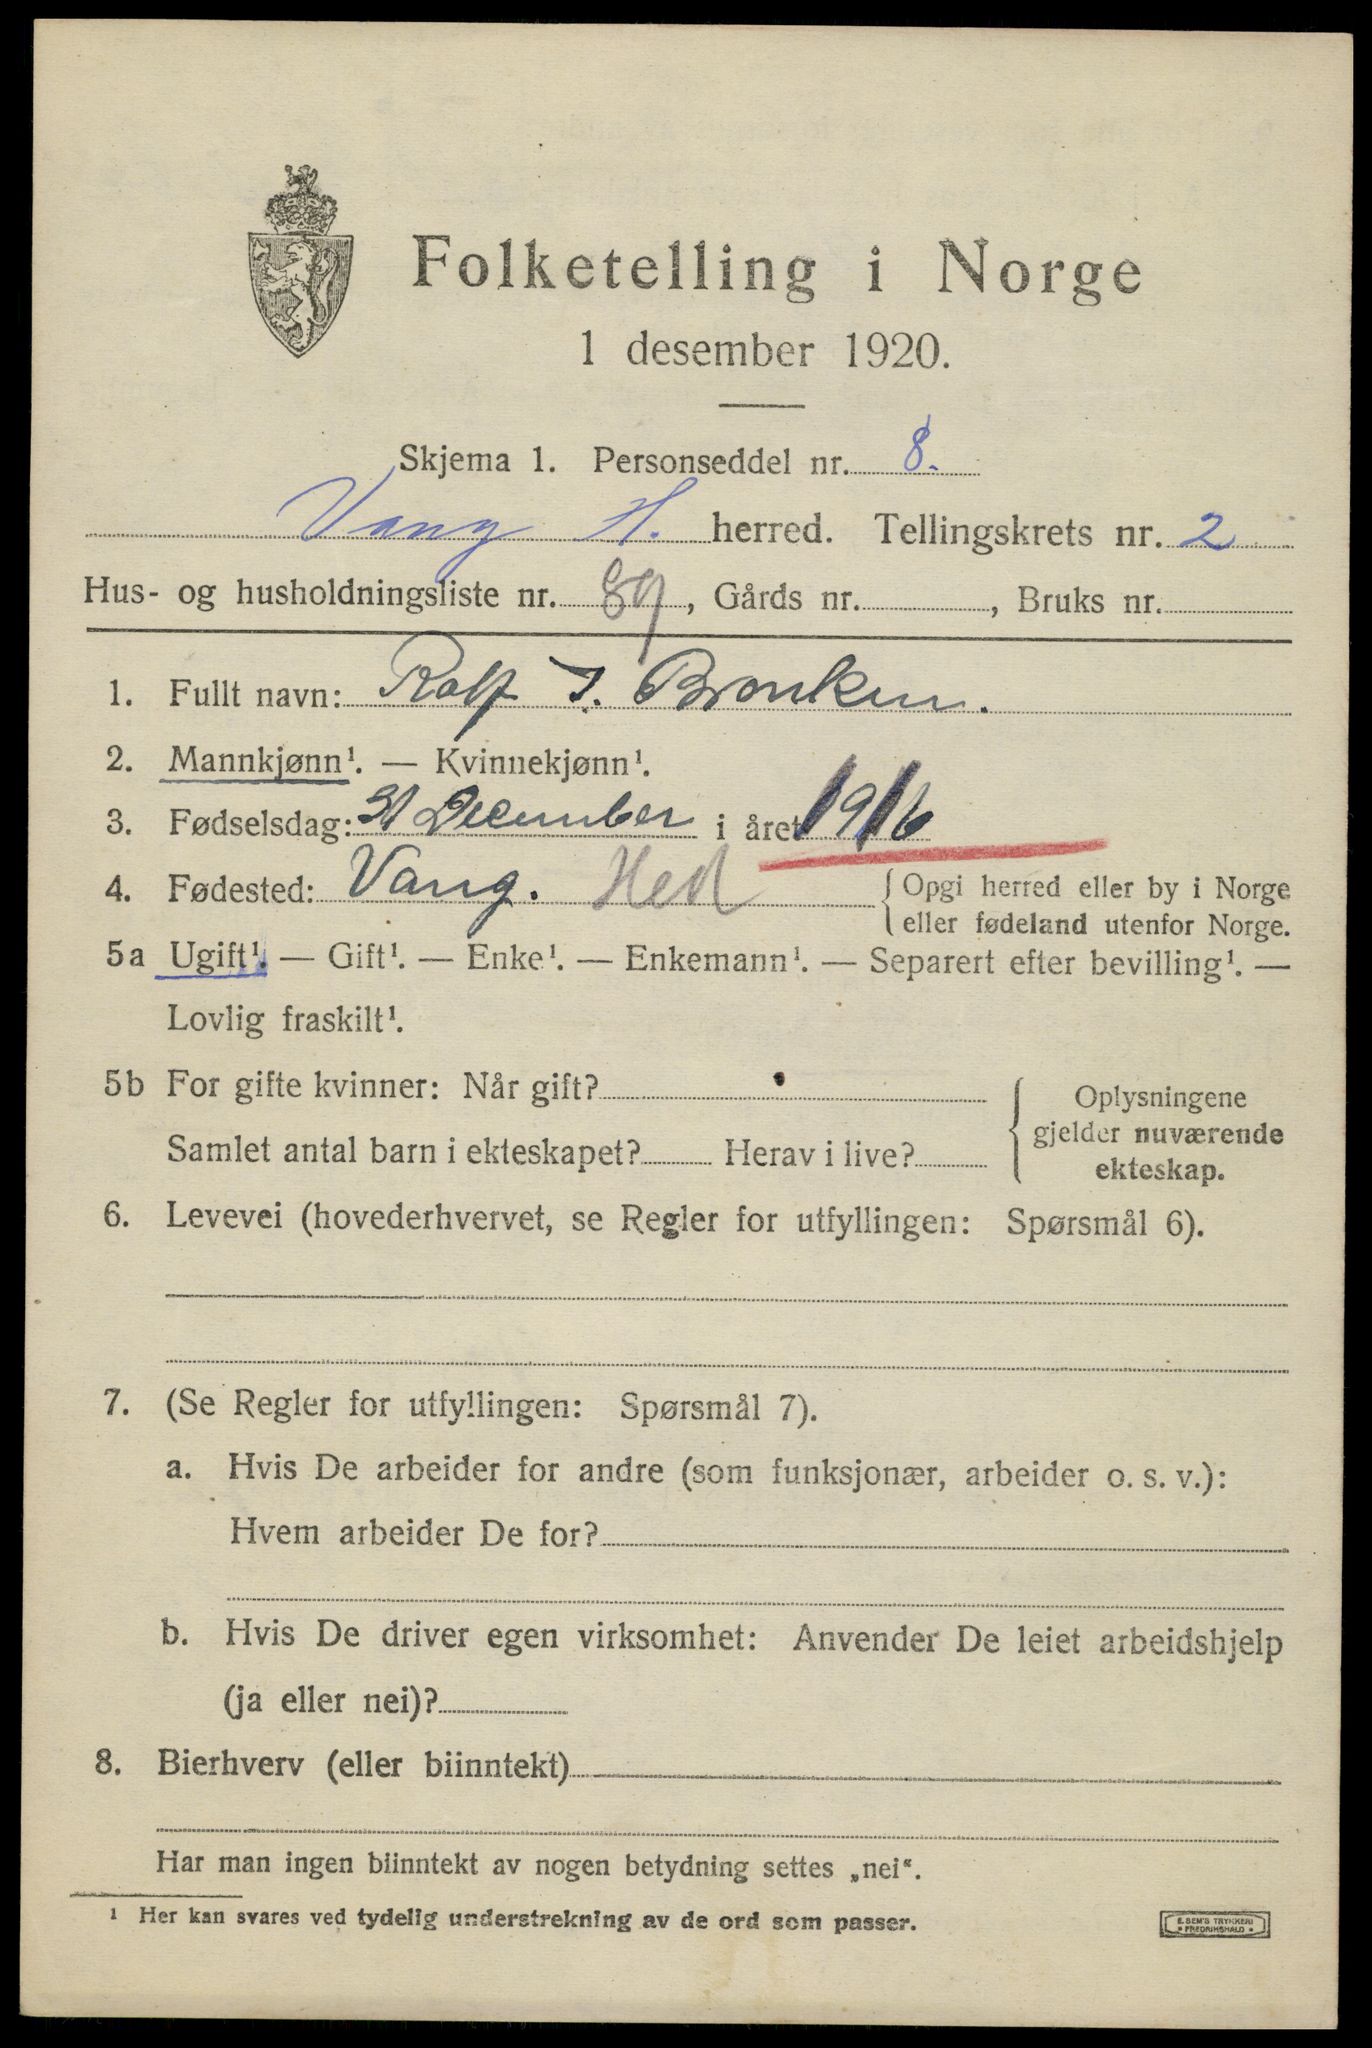 Folketelling i Norge
1 desember 1920.
Skjema 1. Personseddel nr. 8.
Vang H. herred. Tellingskrets nr. 2
Hus- og husholdningsliste nr. 89, Gårds nr. , Bruks nr.
1. Fullt navn: Rolf I. Bronken.
2. Mannkjønn¹. — Kvinnekjønn¹.
3. Fødselsdag: 31 December i året 1916
4. Fødested: Vang. Hed { Opgi herred eller by i Norge
eller fødeland utenfor Norge.
5a Ugift¹. — Gift¹. — Enke¹. — Enkemann¹. — Separert efter bevilling¹. —
Lovlig fraskilt¹.
5b For gifte kvinner: Når gift?
Samlet antal barn i ekteskapet? Herav i live?
Oplysningene
gjelder nuværende
ekteskap.
6. Levevei (hovederhvervet, se Regler for utfyllingen: Spørsmål 6).
7. (Se Regler for utfyllingen: Spørsmål 7).
a. Hvis De arbeider for andre (som funksjonær, arbeider o. s. v.):
Hvem arbeider De for?
b. Hvis De driver egen virksomhet: Anvender De leiet arbeidshjelp
(ja eller nei)?
8. Bierhverv (eller biinntekt)
Har man ingen biinntekt av nogen betydning settes „nei“.
¹ Her kan svares ved tydelig understrekning av de ord som passer.
E. SEM'S TRYKKERI
• FREDRIKSHALD •